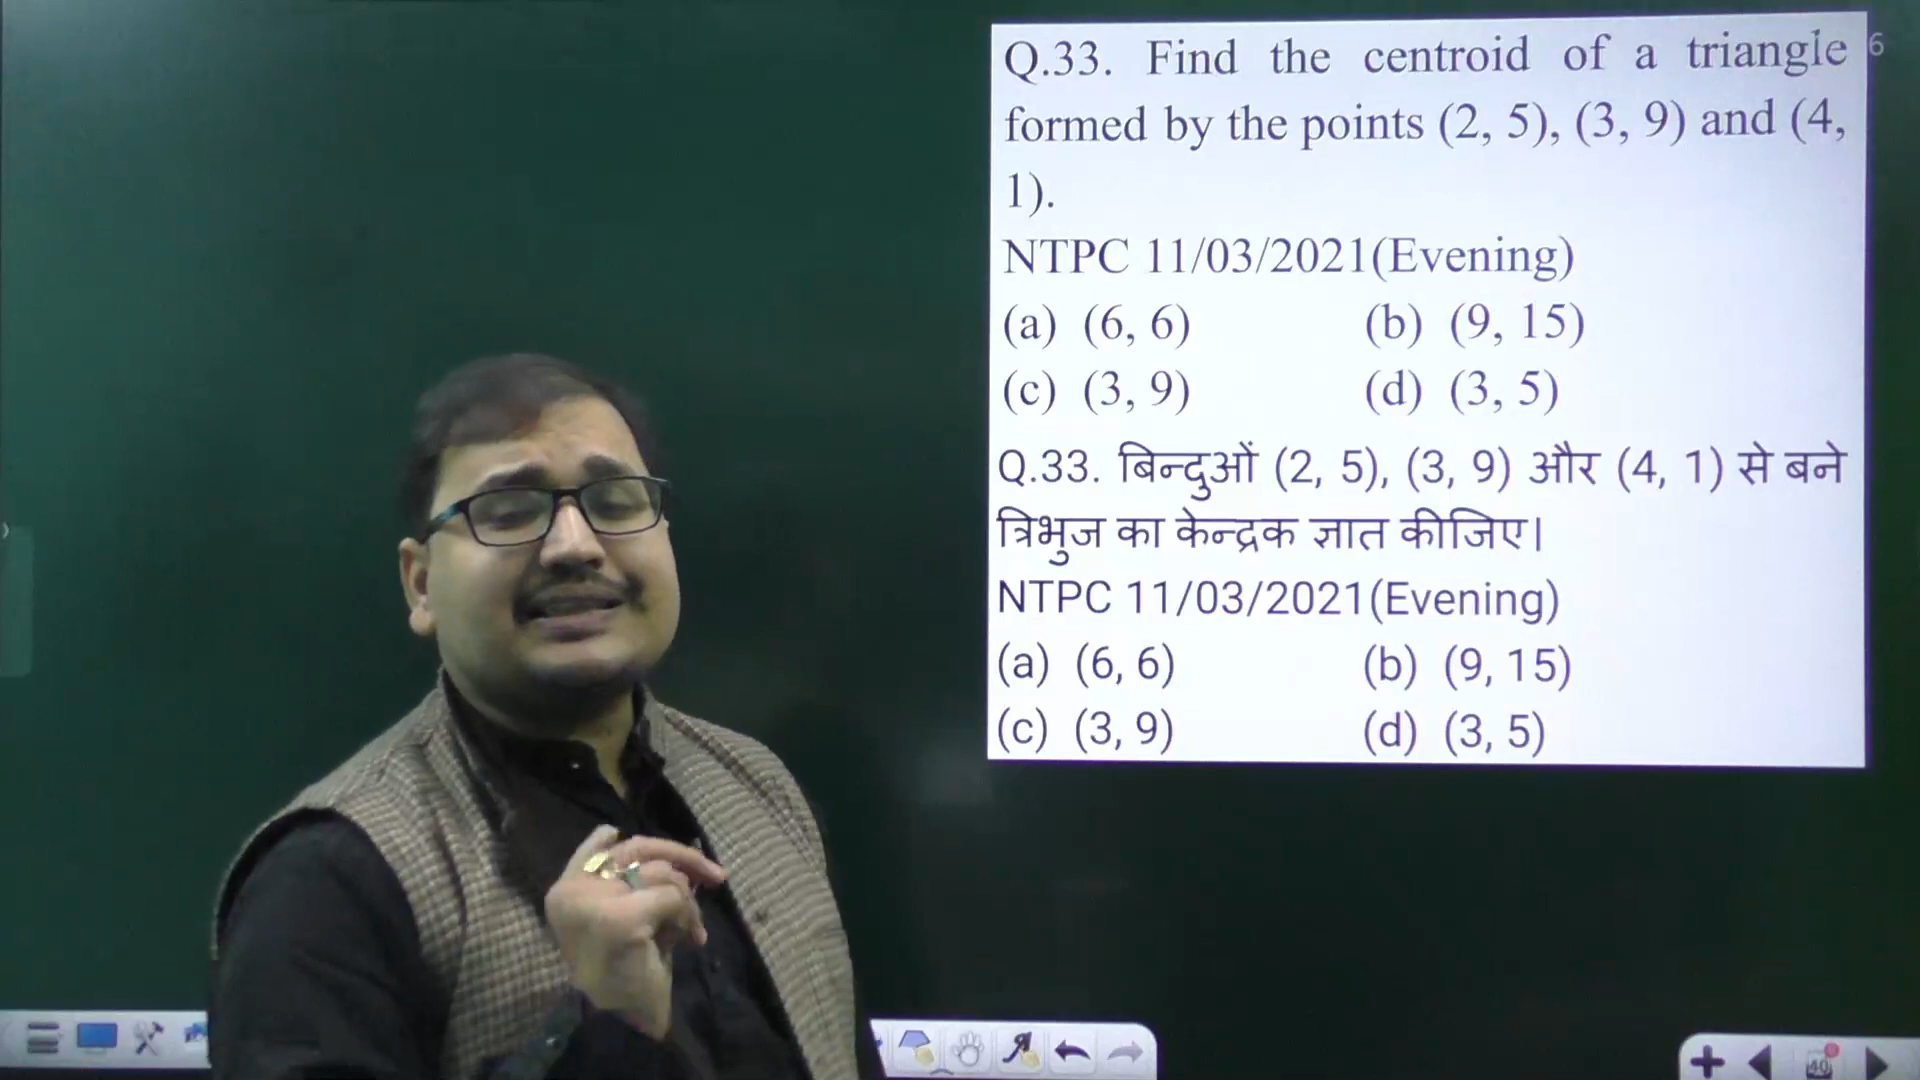 Q.33. Find the centroid of a triangle
formed by the points (2, 5), (3, 9) and (4,
1).
NTPC 11/03/2021(Evening)
(a) (6, 6) (b) (9, 15)
(c) (3, 9) (d) (3, 5)
Q.33. बिन्दुओं (2, 5), (3, 9) और (4, 1) से बने
त्रिभुज का केन्द्रक ज्ञात कीजिए।
NTPC 11/03/2021(Evening)
(a) (6, 6) (b) (9, 15)
(c) (3, 9) (d) (3, 5)
6
40